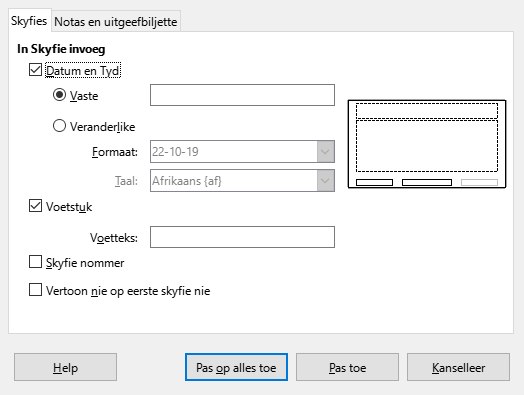 Skyfies Notas en uitgeefbiljette
In Skyfie invoeg
Datum en Tyd
Vaste
Veranderlike
Formaat: 22-10-19
Taal: Afrikaans {af}
Voetstuk
Voetteks:
Skyfie nommer
Vertoon nie op eerste skyfie nie
Help Pas op alles toe Pas toe Kanselleer